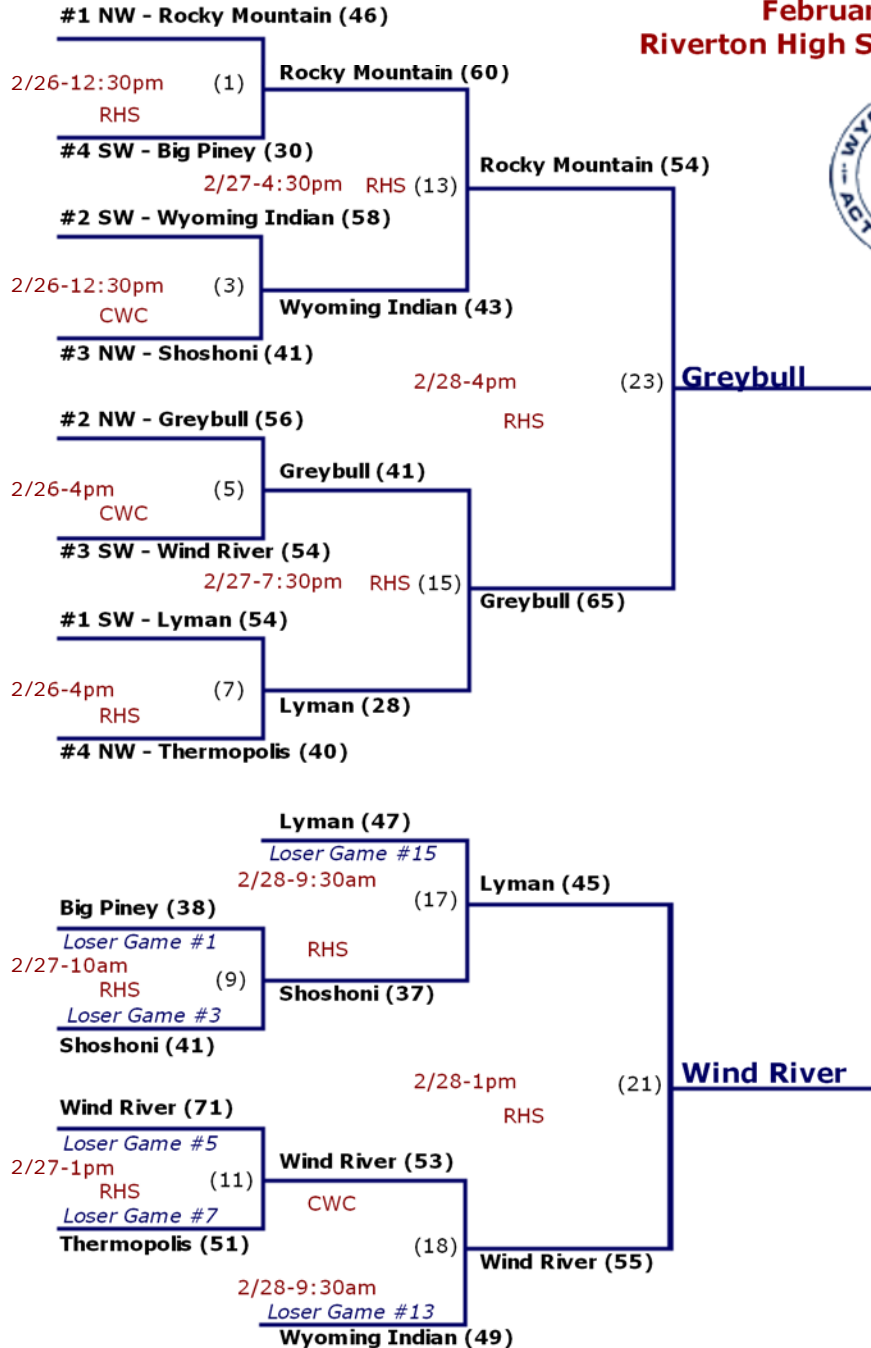 #1 NW - Rocky Mountain (46)
Februar
Riverton High S
2/26-12:30pm (1)
RHS
Rocky Mountain (60)
#4 SW - Big Piney (30)
2/27-4:30pm RHS (13)
Rocky Mountain (54)
WY
ACT
#2 SW - Wyoming Indian (58)
2/26-12:30pm (3)
CWC
Wyoming Indian (43)
#3 NW - Shoshoni (41)
2/28-4pm (23)
RHS
Greybull
#2 NW - Greybull (56)
Greybull (41)
2/26-4pm (5)
CWC
#3 SW - Wind River (54)
2/27-7:30pm RHS (15)
Greybull (65)
#1 SW - Lyman (54)
2/26-4pm (7)
RHS
Lyman (28)
#4 NW - Thermopolis (40)
Lyman (47)
Loser Game #15
2/28-9:30am
(17)
Lyman (45)
RHS
Big Piney (38)
Loser Game #1
2/27-10am (9)
RHS
Loser Game #3
Shoshoni (37)
Shoshoni (41)
2/28-1pm (21)
RHS
Wind River
Wind River (71)
Loser Game #5
2/27-1pm (11)
RHS
Loser Game #7
Thermopolis (51)
Wind River (53)
CWC
(18)
Wind River (55)
2/28-9:30am
Loser Game #13
Wyoming Indian (49)